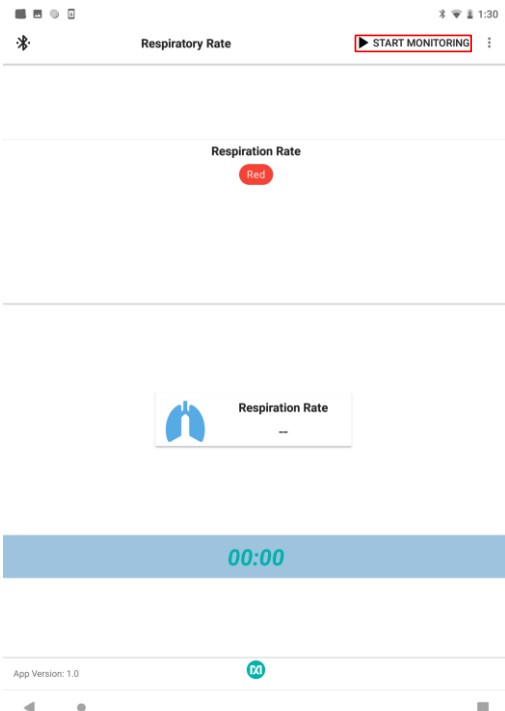 1:30
Respiratory Rate
START MONITORING
Respiration Rate
Red
Respiration Rate
--
00:00
App Version: 1.0